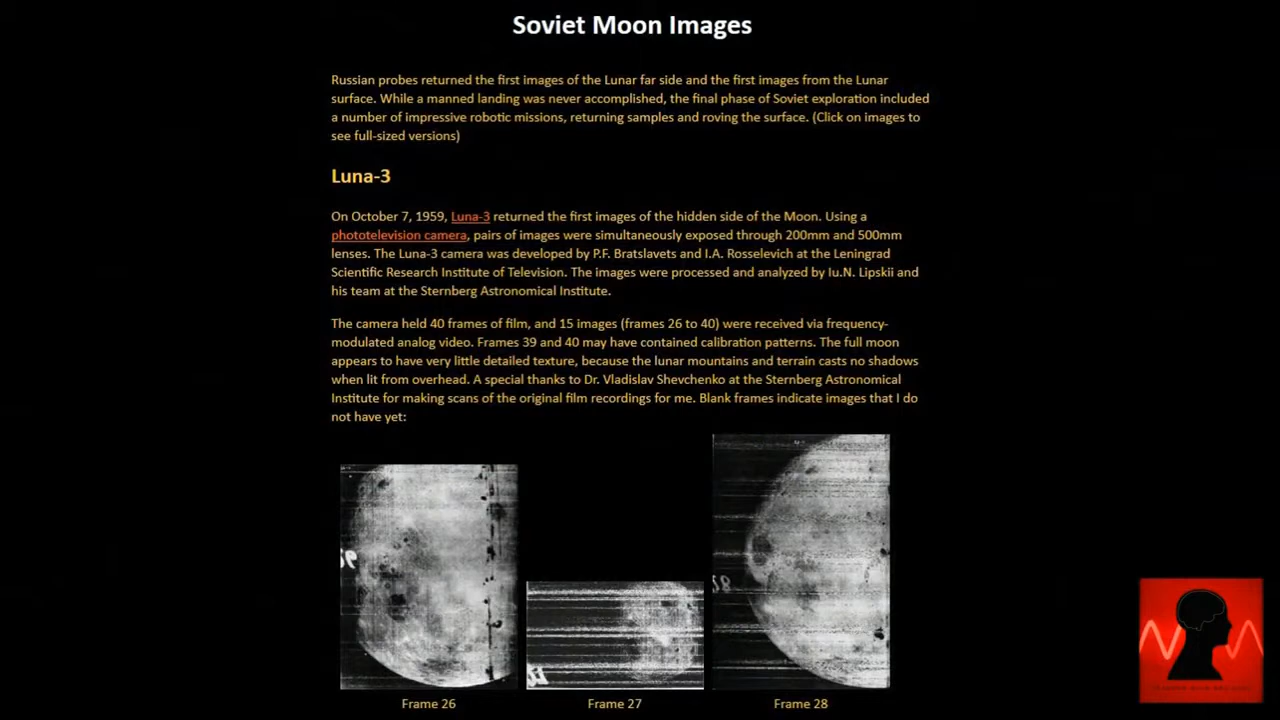 Soviet Moon Images
Russian probes returned the first images of the Lunar far side and the first images from the Lunar
surface. While a manned landing was never accomplished, the final phase of Soviet exploration included
a number of impressive robotic missions, returning samples and roving the surface. (Click on images to
see full-sized versions)
Luna-3
On October 7, 1959, Luna-3 returned the first images of the hidden side of the Moon. Using a
phototelevision camera, pairs of images were simultaneously exposed through 200mm and 500mm
lenses. The Luna-3 camera was developed by P.F. Bratslavets and I.A. Rosselevich at the Leningrad
Scientific Research Institute of Television. The images were processed and analyzed by Iu.N. Lipskii and
his team at the Sternberg Astronomical Institute.
The camera held 40 frames of film, and 15 images (frames 26 to 40) were received via frequency-
modulated analog video. Frames 39 and 40 may have contained calibration patterns. The full moon
appears to have very little detailed texture, because the lunar mountains and terrain casts no shadows
when lit from overhead. A special thanks to Dr. Vladislav Shevchenko at the Sternberg Astronomical
Institute for making scans of the original film recordings for me. Blank frames indicate images that I do
not have yet:
Frame 26
Frame 27
Frame 28